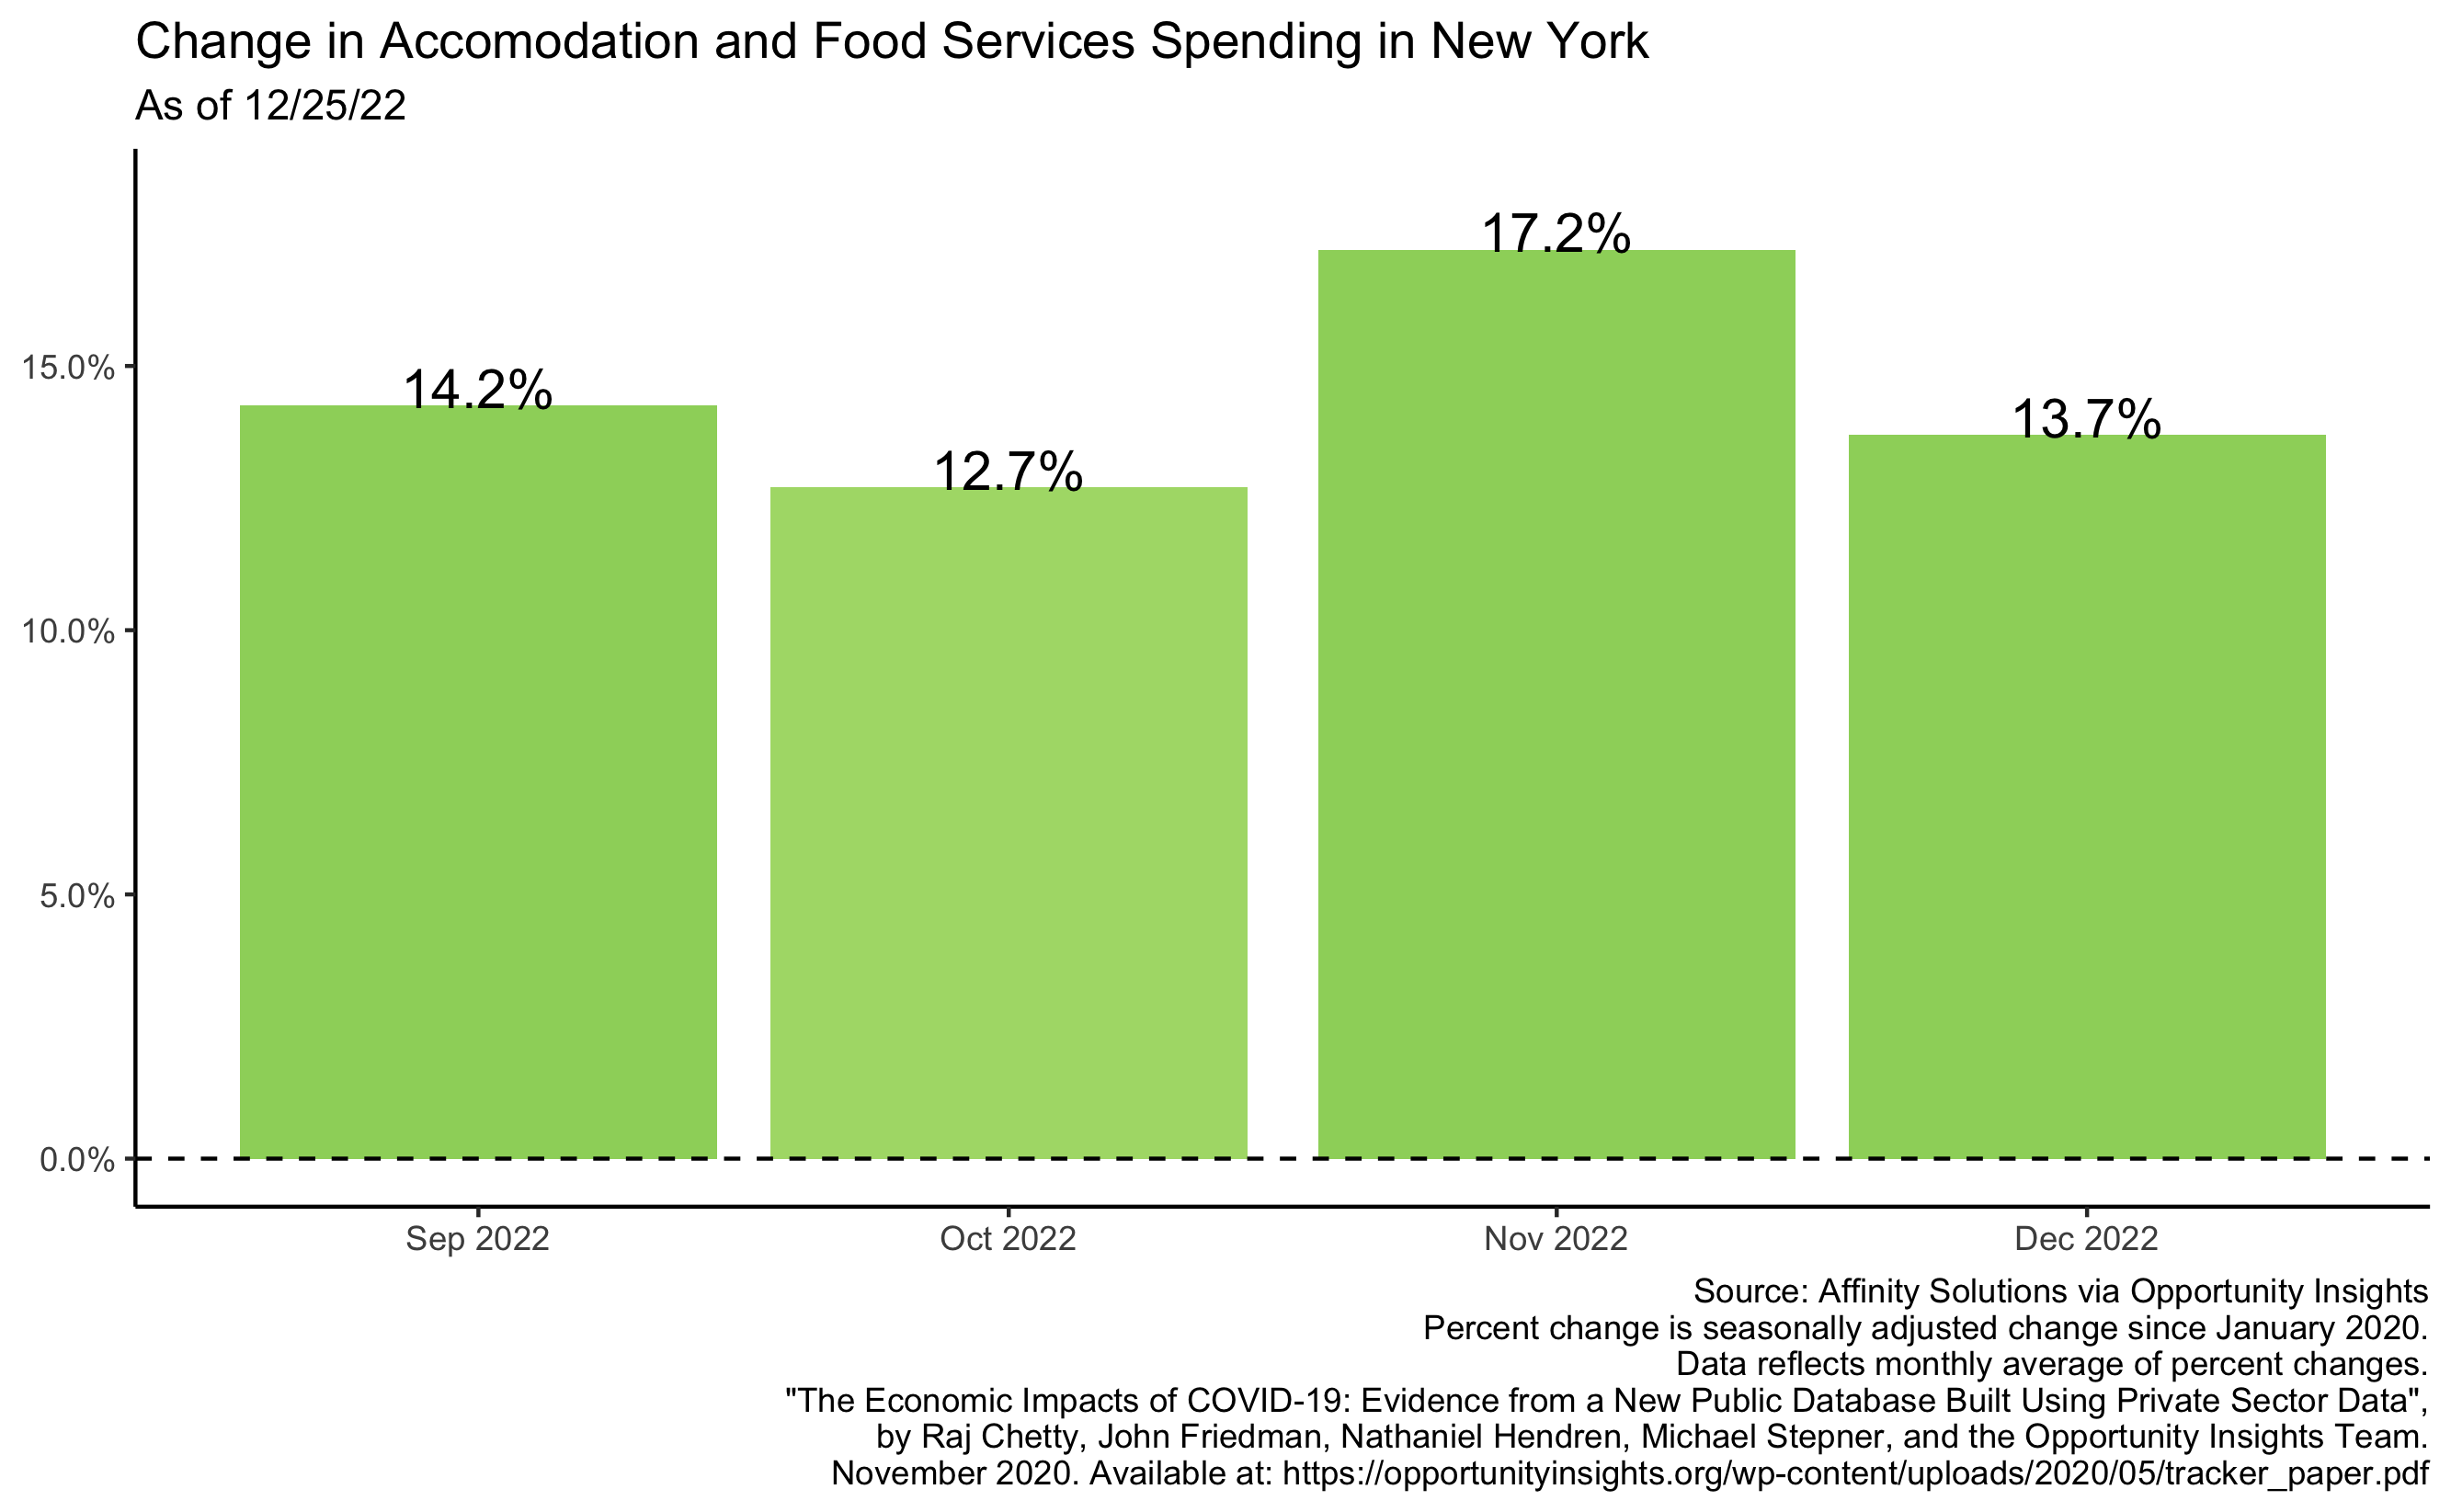 Change in Accomodation and Food Services Spending in New York
As of 12/25/22
17.2%
15.0%
14.2%
13.7%
12.7%
10.0%
5.0%
0.0%
Sep 2022
Oct 2022
Nov 2022
Dec 2022
Source: Affinity Solutions via Opportunity Insights
Percent change is seasonally adjusted change since January 2020.
Data reflects monthly average of percent changes.
"The Economic Impacts of COVID-19: Evidence from a New Public Database Built Using Private Sector Data",
by Raj Chetty, John Friedman, Nathaniel Hendren, Michael Stepner, and the Opportunity Insights Team.
November 2020. Available at: https://opportunityinsights.org/wp-content/uploads/2020/05/tracker_paper.pdf